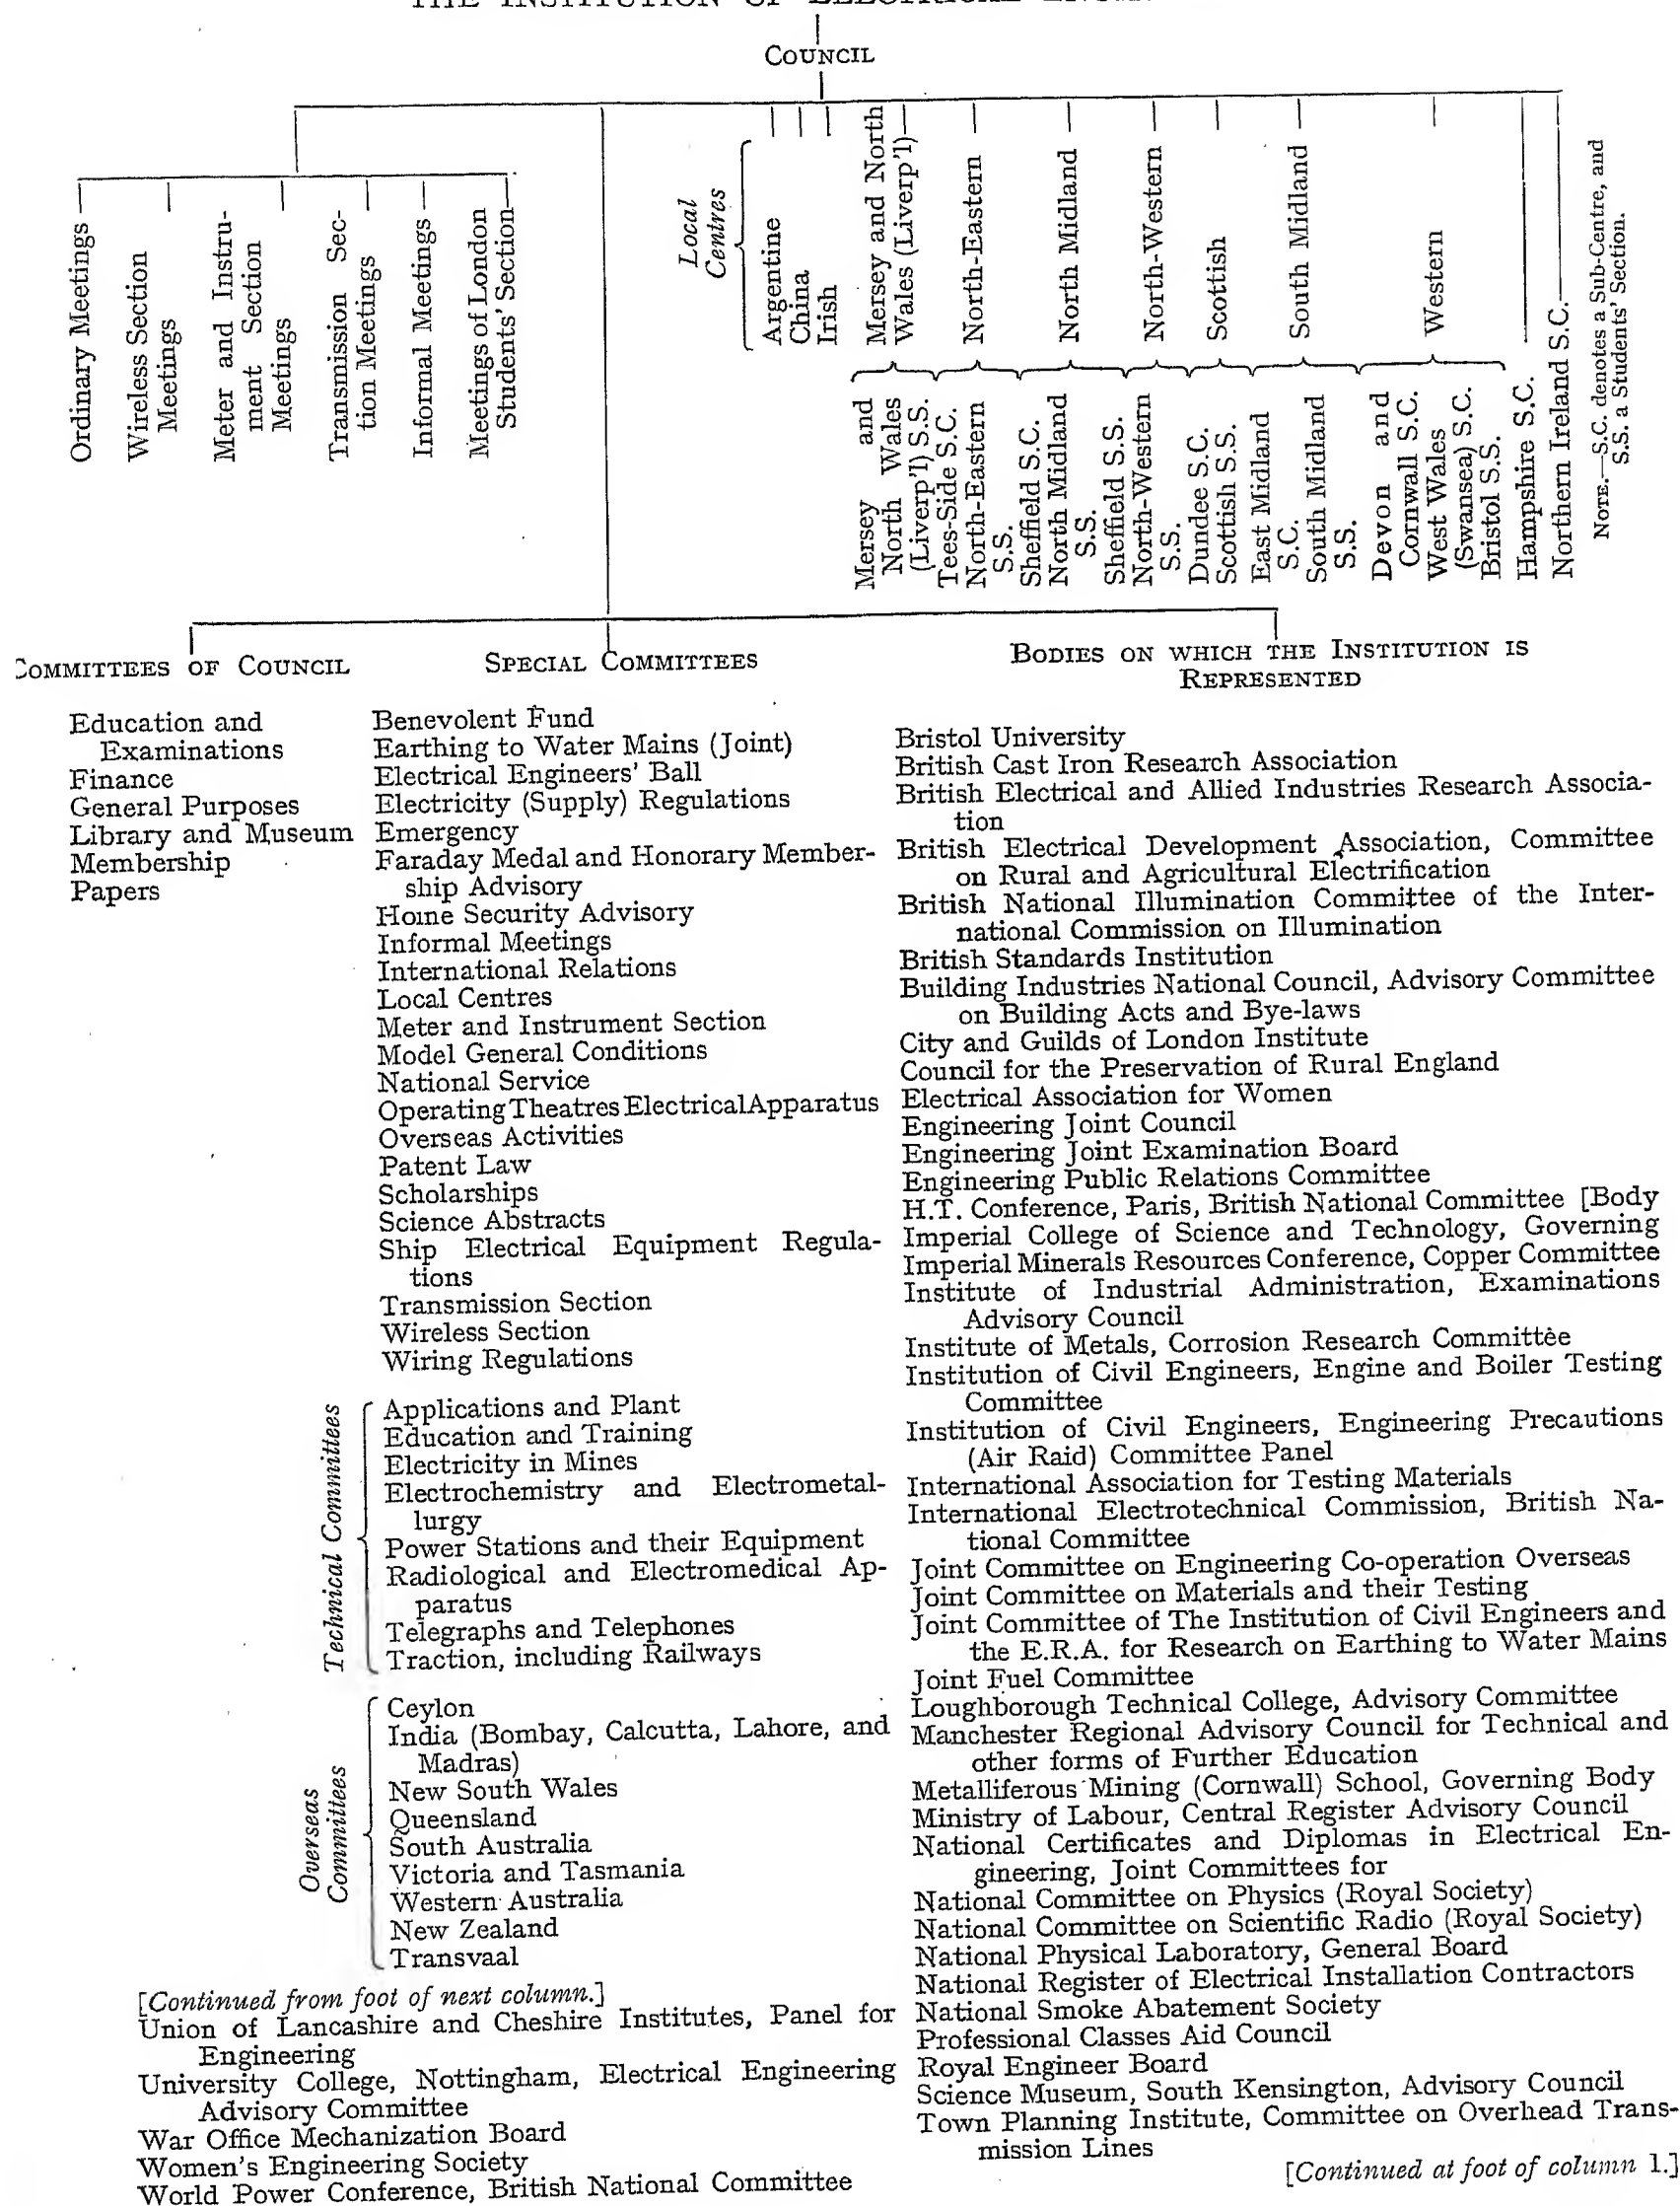 COUNCIL
Ordinary Meetings
Wireless Section
Meetings
Meter and Instru-
ment Section
Meetings
Transmission Sec-
tion Meetings
Informal Meetings
Meetings of London
Students' Section
Local
Centres
Argentine
China
Irish
Mersey and North
Wales (Liverp'l)
North-Eastern
North Midland
North-Western
Scottish
South Midland
Western
Mersey and
North Wales
(Liverp'l) S.S.
Tees-Side S.C.
North-Eastern
S.S.
Sheffield S.C.
North Midland
S.S.
Sheffield S.S.
North-Western
S.S.
Dundee S.C.
Scottish S.S.
East Midland
S.C.
South Midland
S.S.
Devon and
Cornwall S.C.
West Wales
(Swansea) S.C.
Bristol S.S.
Hampshire S.C.
Northern Ireland S.C.
NOTE.—S.C. denotes a Sub-Centre, and
S.S. a Students' Section.
COMMITTEES OF COUNCIL
Education and
Examinations
Finance
General Purposes
Library and Museum
Membership
Papers
SPECIAL COMMITTEES
Benevolent Fund
Earthing to Water Mains (Joint)
Electrical Engineers' Ball
Electricity (Supply) Regulations
Emergency
Faraday Medal and Honorary Member-
ship Advisory
Home Security Advisory
Informal Meetings
International Relations
Local Centres
Meter and Instrument Section
Model General Conditions
National Service
Operating Theatres Electrical Apparatus
Overseas Activities
Patent Law
Scholarships
Science Abstracts
Ship Electrical Equipment Regula-
tions
Transmission Section
Wireless Section
Wiring Regulations
Technical Committees
Applications and Plant
Education and Training
Electricity in Mines
Electrochemistry and Electrometal-
lurgy
Power Stations and their Equipment
Radiological and Electromedical Ap-
paratus
Telegraphs and Telephones
Traction, including Railways
Overseas
Committees
Ceylon
India (Bombay, Calcutta, Lahore, and
Madras)
New South Wales
Queensland
South Australia
Victoria and Tasmania
Western Australia
New Zealand
Transvaal
BODIES ON WHICH THE INSTITUTION IS
REPRESENTED
Bristol University
British Cast Iron Research Association
British Electrical and Allied Industries Research Associa-
tion
British Electrical Development Association, Committee
on Rural and Agricultural Electrification
British National Illumination Committee of the Inter-
national Commission on Illumination
British Standards Institution
Building Industries National Council, Advisory Committee
on Building Acts and Bye-laws
City and Guilds of London Institute
Council for the Preservation of Rural England
Electrical Association for Women
Engineering Joint Council
Engineering Joint Examination Board
Engineering Public Relations Committee
H.T. Conference, Paris, British National Committee [Body
Imperial College of Science and Technology, Governing
Imperial Minerals Resources Conference, Copper Committee
Institute of Industrial Administration, Examinations
Advisory Council
Institute of Metals, Corrosion Research Committee
Institution of Civil Engineers, Engine and Boiler Testing
Committee
Institution of Civil Engineers, Engineering Precautions
(Air Raid) Committee Panel
International Association for Testing Materials
International Electrotechnical Commission, British Na-
tional Committee
Joint Committee on Engineering Co-operation Overseas
Joint Committee on Materials and their Testing
Joint Committee of The Institution of Civil Engineers and
the E.R.A. for Research on Earthing to Water Mains
Joint Fuel Committee
Loughborough Technical College, Advisory Committee
Manchester Regional Advisory Council for Technical and
other forms of Further Education
Metalliferous Mining (Cornwall) School, Governing Body
Ministry of Labour, Central Register Advisory Council
National Certificates and Diplomas in Electrical En-
gineering, Joint Committees for
National Committee on Physics (Royal Society)
National Committee on Scientific Radio (Royal Society)
National Physical Laboratory, General Board
National Register of Electrical Installation Contractors
National Smoke Abatement Society
Professional Classes Aid Council
Royal Engineer Board
Science Museum, South Kensington, Advisory Council
Town Planning Institute, Committee on Overhead Trans-
mission Lines
[Continued at foot of column 1.]
[Continued from foot of next column.]
Union of Lancashire and Cheshire Institutes, Panel for
Engineering
University College, Nottingham, Electrical Engineering
Advisory Committee
War Office Mechanization Board
Women's Engineering Society
World Power Conference, British National Committee